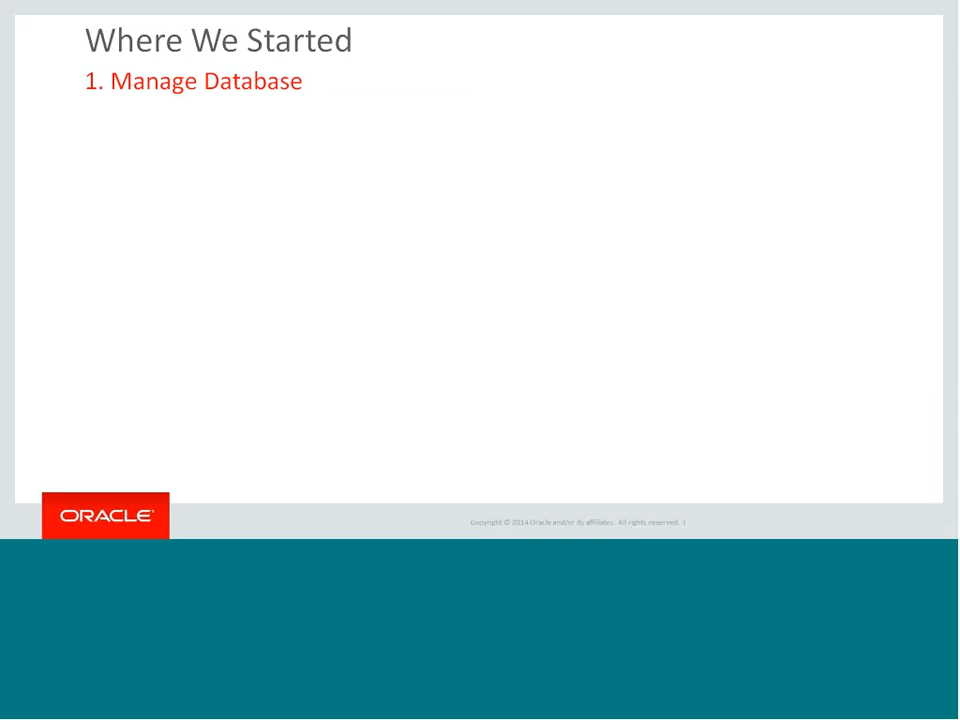 Where We Started
1. Manage Database
ORACLE
Copyright © 2014 Oracle and/or its affiliates. All rights reserved. |